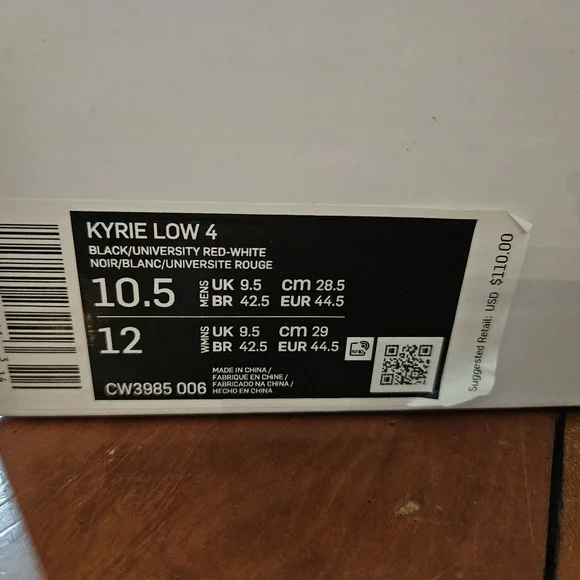 KYRIE LOW 4
BLACK/UNIVERSITY RED-WHITE
NOIR/BLANC/UNIVERSITE ROUGE
10.5 MENS UK 9.5 CM 28.5
BR 42.5 EUR 44.5
12 WMNS UK 9.5 CM 29
BR 42.5 EUR 44.5
CW3985 006
MADE IN CHINA /
FABRIQUE EN CHINE /
FABRICADO NA CHINA /
HECHO EN CHINA
Suggested Retail: USD $110.00